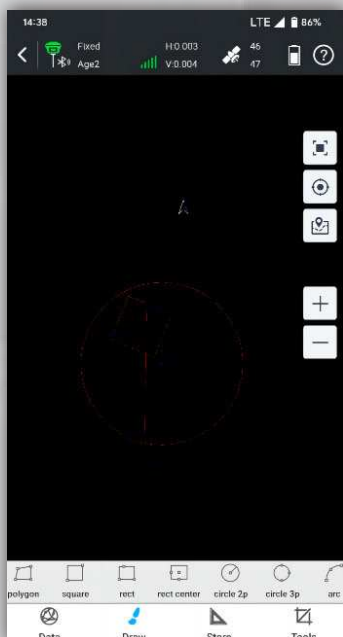 14:38 LTE 86%
Fixed H:0.003 46
Age2 V:0.004 47
polygon square rect rect center circle 2p circle 3p arc
Data Draw Store Tools